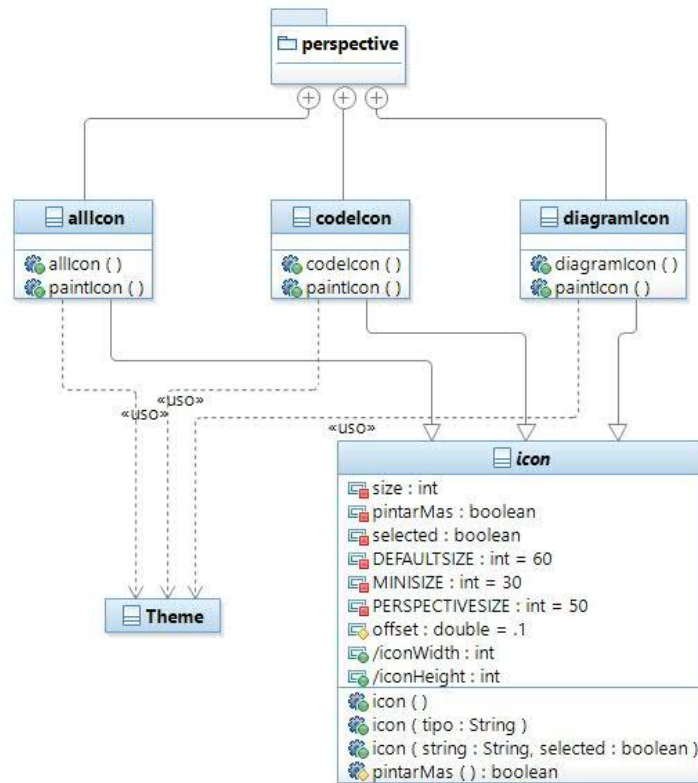 perspective
allIcon
allIcon ( )
paintIcon ( )
codeIcon
codeIcon ( )
paintIcon ( )
diagramIcon
diagramIcon ( )
paintIcon ( )
«uso»
«uso»
«uso»
Theme
icon
size : int
pintarMas : boolean
selected : boolean
DEFAULTSIZE : int = 60
MINISIZE : int = 30
PERSPECTIVESIZE : int = 50
offset : double = .1
/iconWidth : int
/iconHeight : int
icon ( )
icon ( tipo : String )
icon ( string : String, selected : boolean )
pintarMas ( ) : boolean